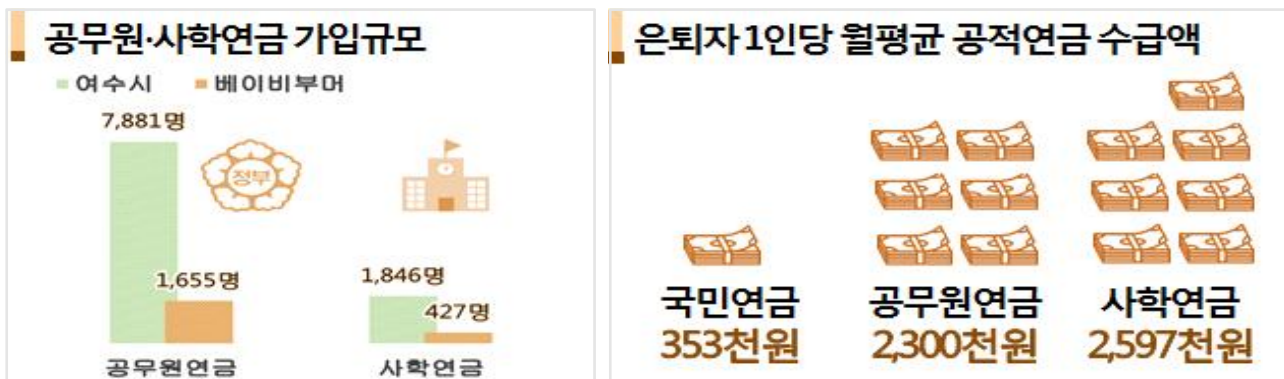 공무원·사학연금 가입규모
여수시 베이비부머
7,881명
정부
1,655명
1,846명
427명
공무원연금 사학연금
은퇴자 1인당 월평균 공적연금 수급액
국민연금 공무원연금 사학연금
353천원 2,300천원 2,597천원